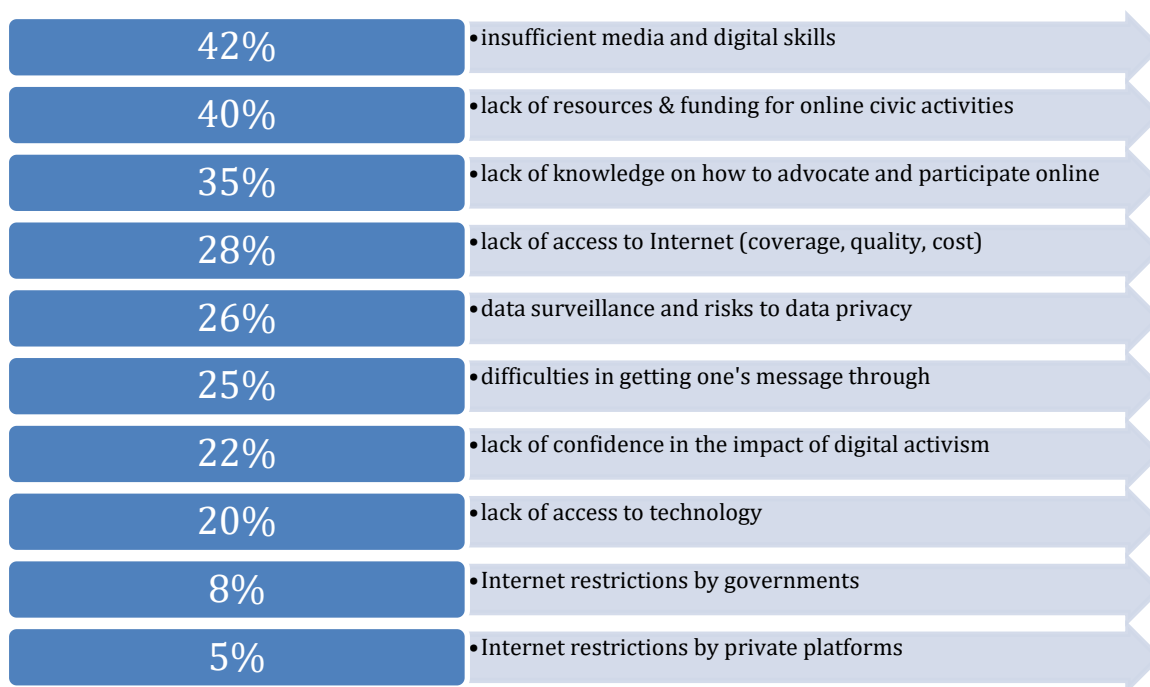 42%
•insufficient media and digital skills
40%
•lack of resources & funding for online civic activities
35%
•lack of knowledge on how to advocate and participate online
28%
•lack of access to Internet (coverage, quality, cost)
26%
•data surveillance and risks to data privacy
25%
•difficulties in getting one's message through
22%
•lack of confidence in the impact of digital activism
20%
•lack of access to technology
8%
•Internet restrictions by governments
5%
•Internet restrictions by private platforms